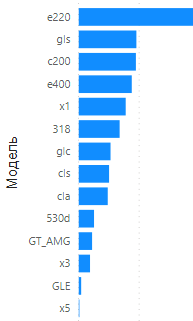 Модель
e220
gls
c200
e400
x1
318
glc
cls
cla
530d
GT_AMG
x3
GLE
x5